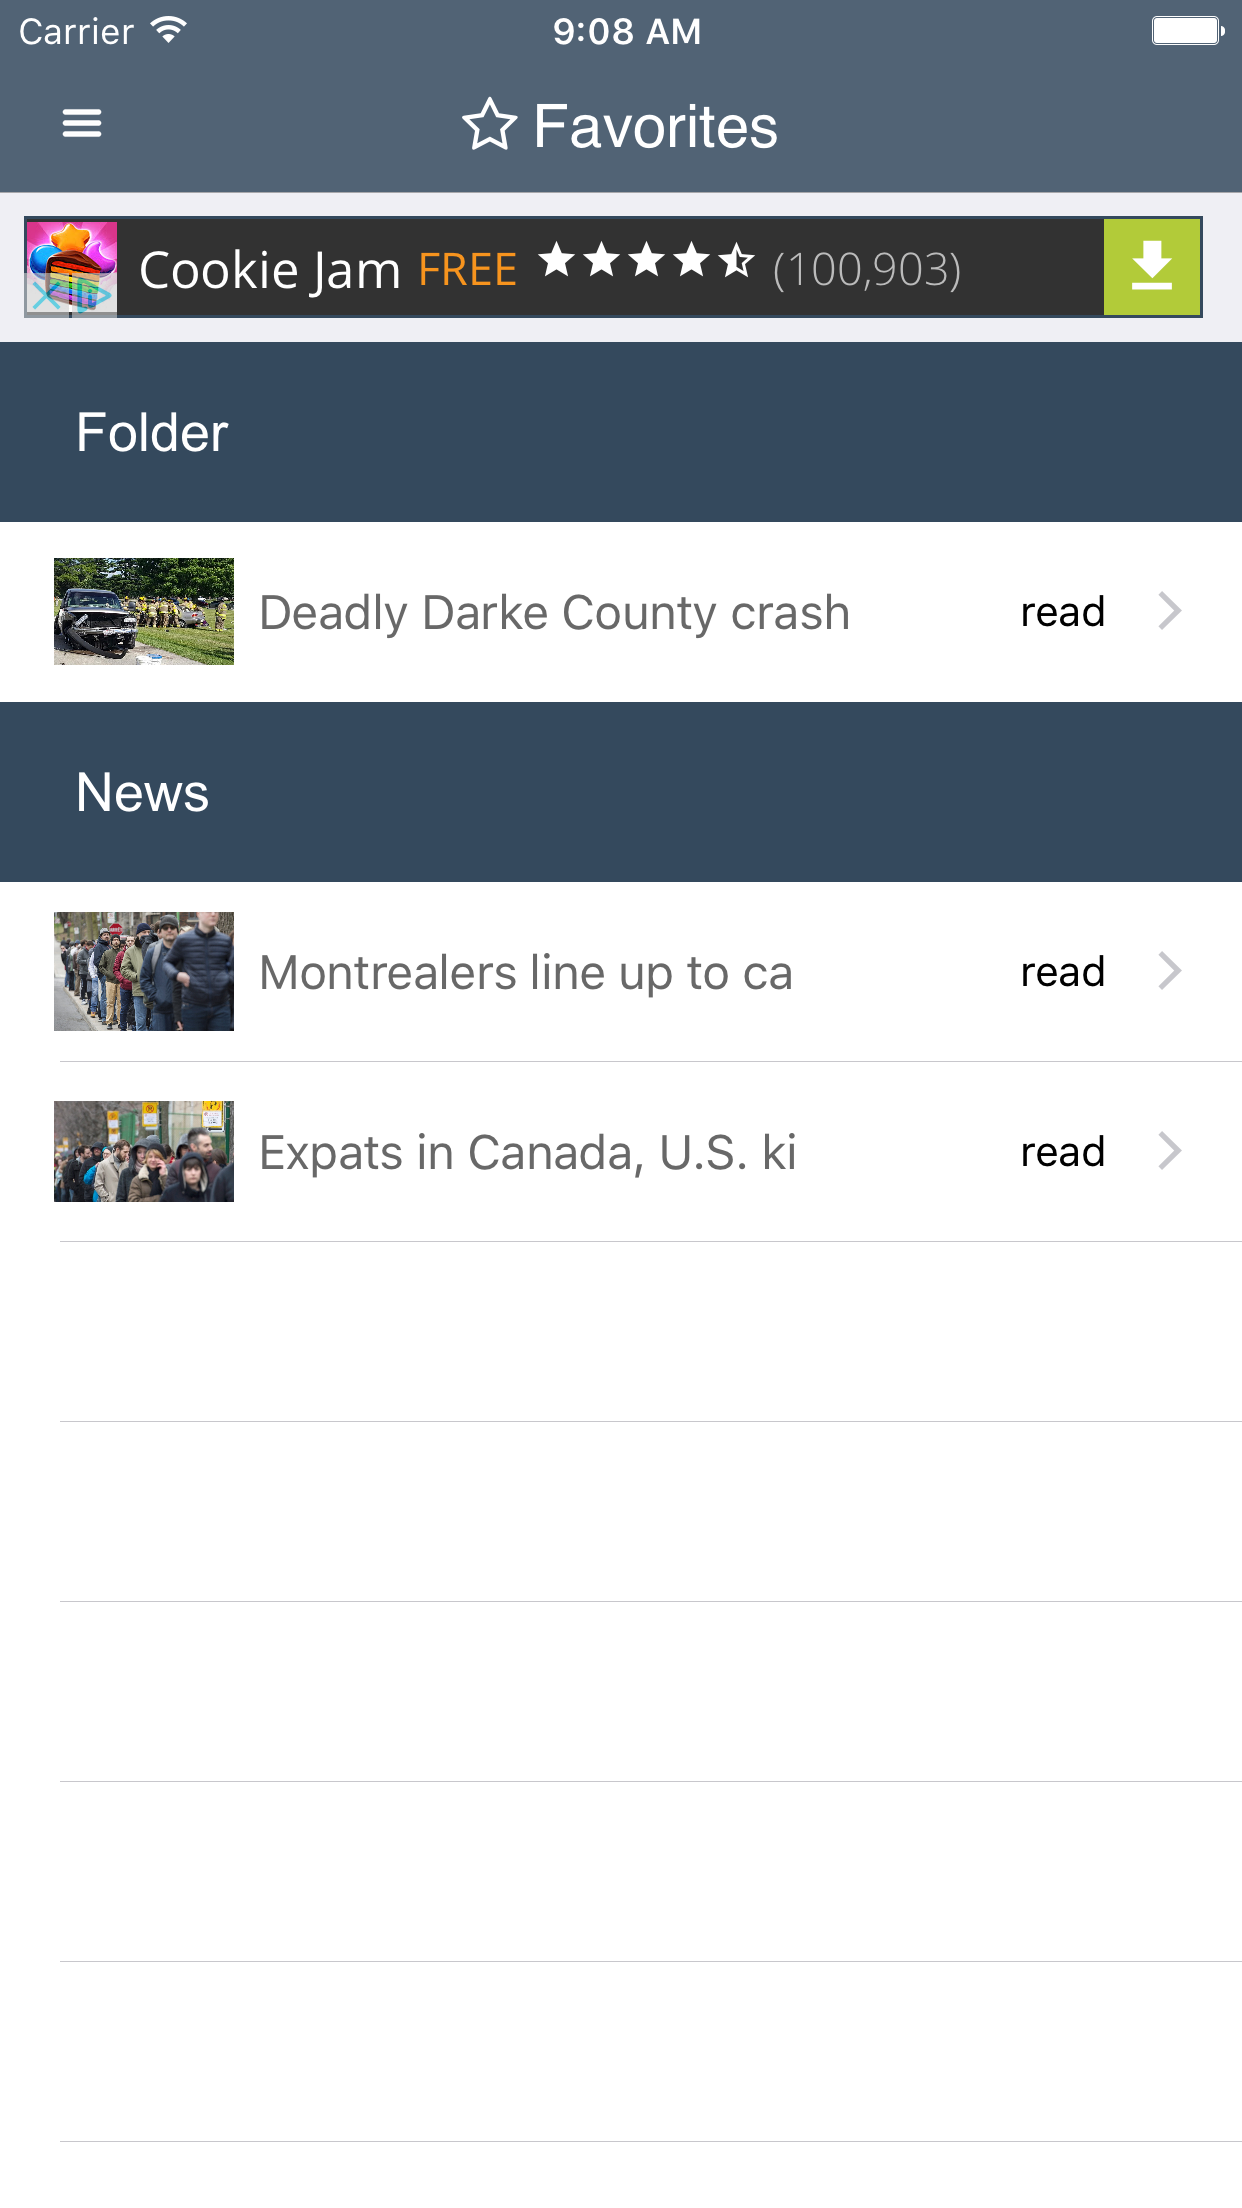 Carrier 9:08 AM
Favorites
Cookie Jam FREE (100,903)
Folder
Deadly Darke County crash read
News
Montrealers line up to ca read
Expats in Canada, U.S. ki read